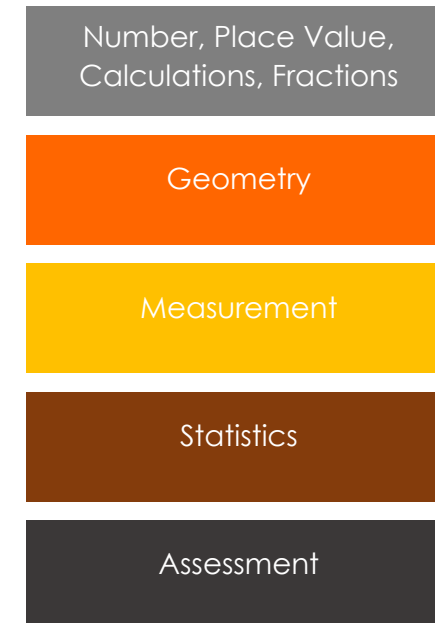 Number, Place Value,
Calculations, Fractions
Geometry
Measurement
Statistics
Assessment